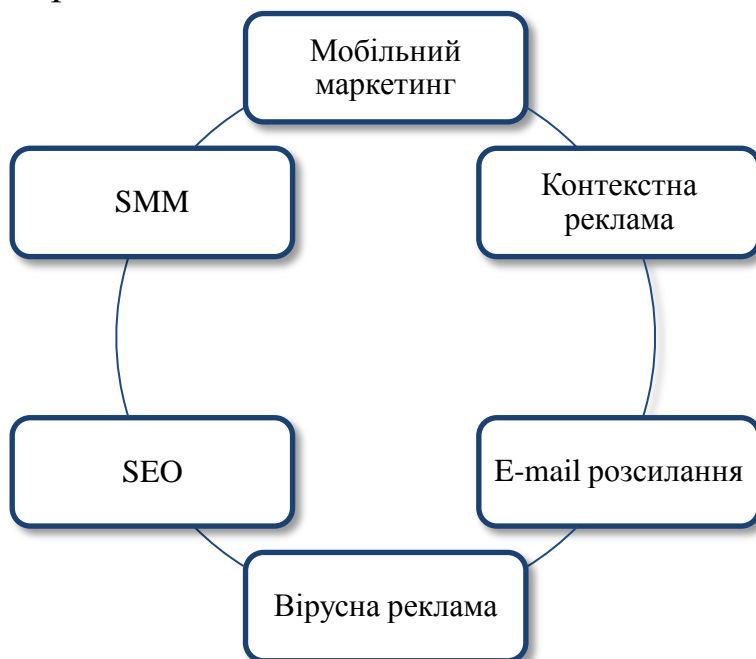 Мобільний
маркетинг
Контекстна
реклама
E-mail розсилання
Вірусна реклама
SEO
SMM